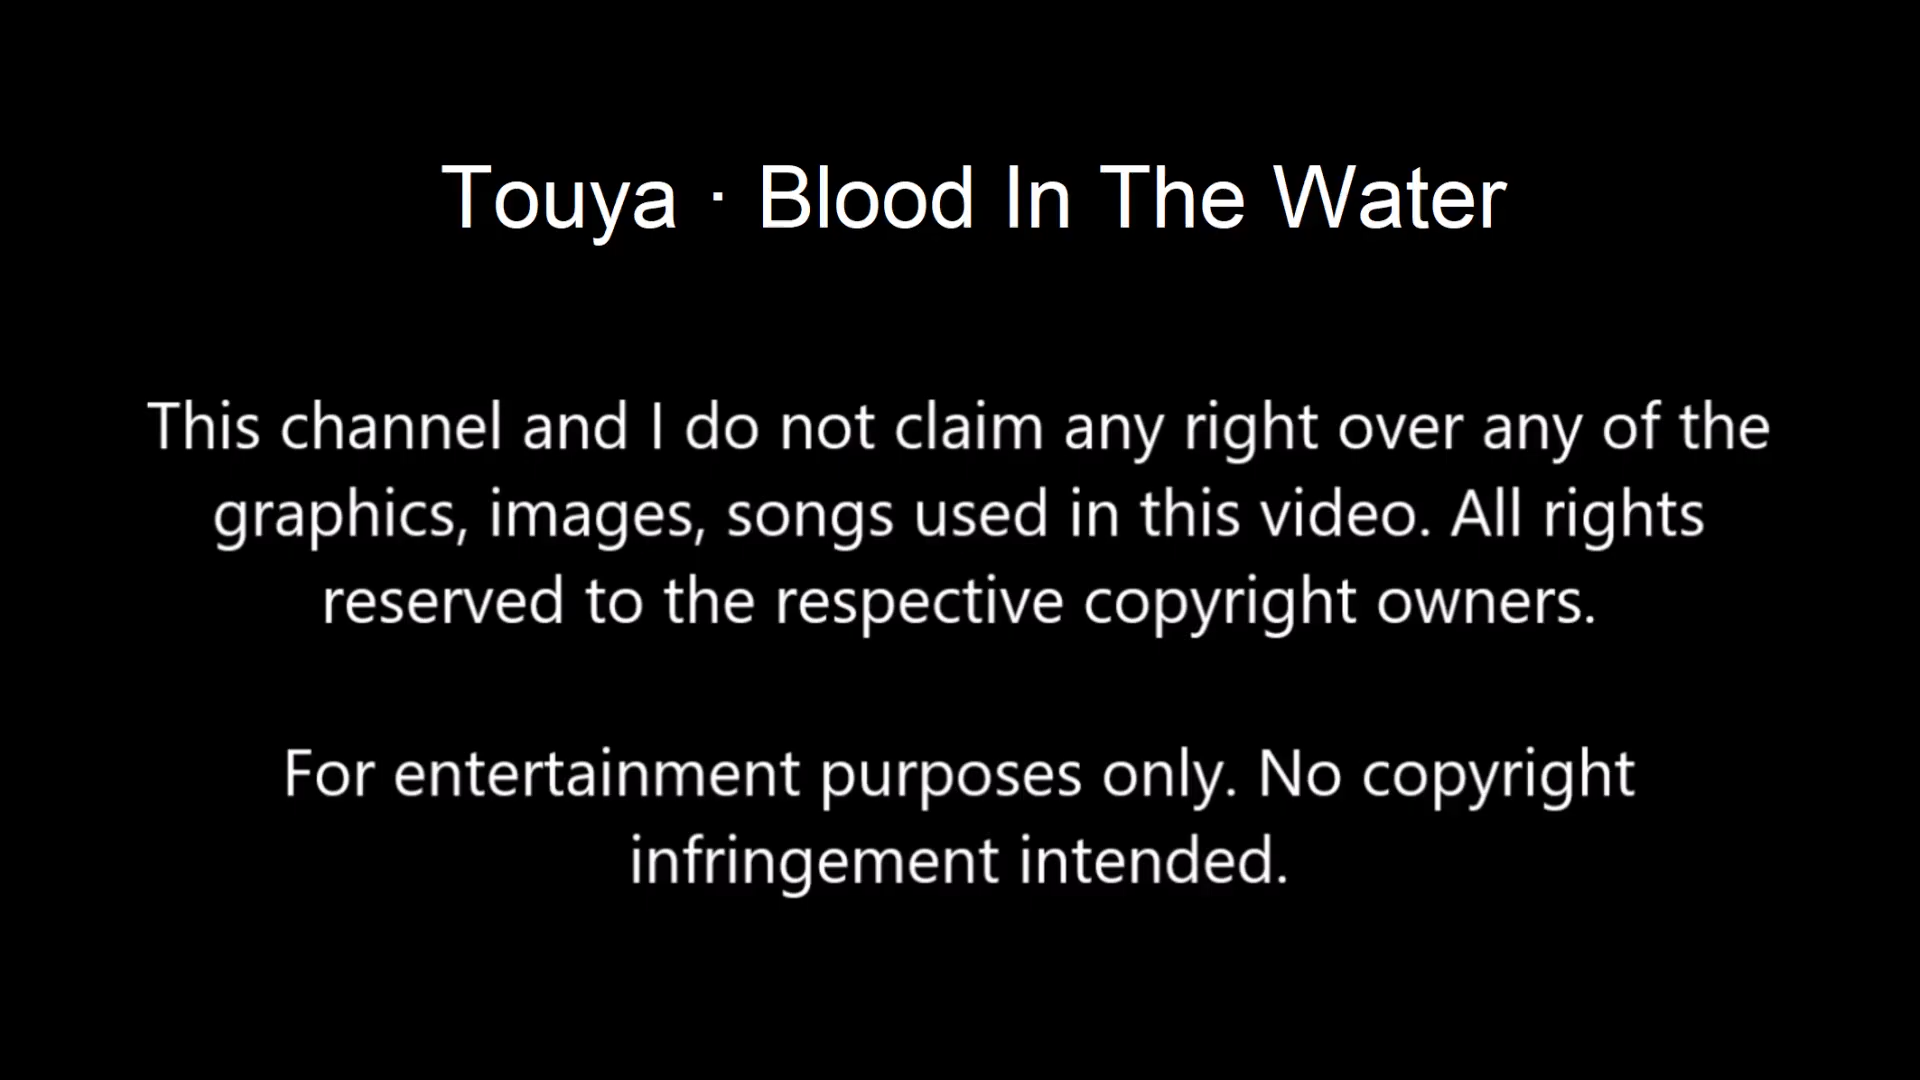 Touya · Blood In The Water
This channel and I do not claim any right over any of the
graphics, images, songs used in this video. All rights
reserved to the respective copyright owners.
For entertainment purposes only. No copyright
infringement intended.